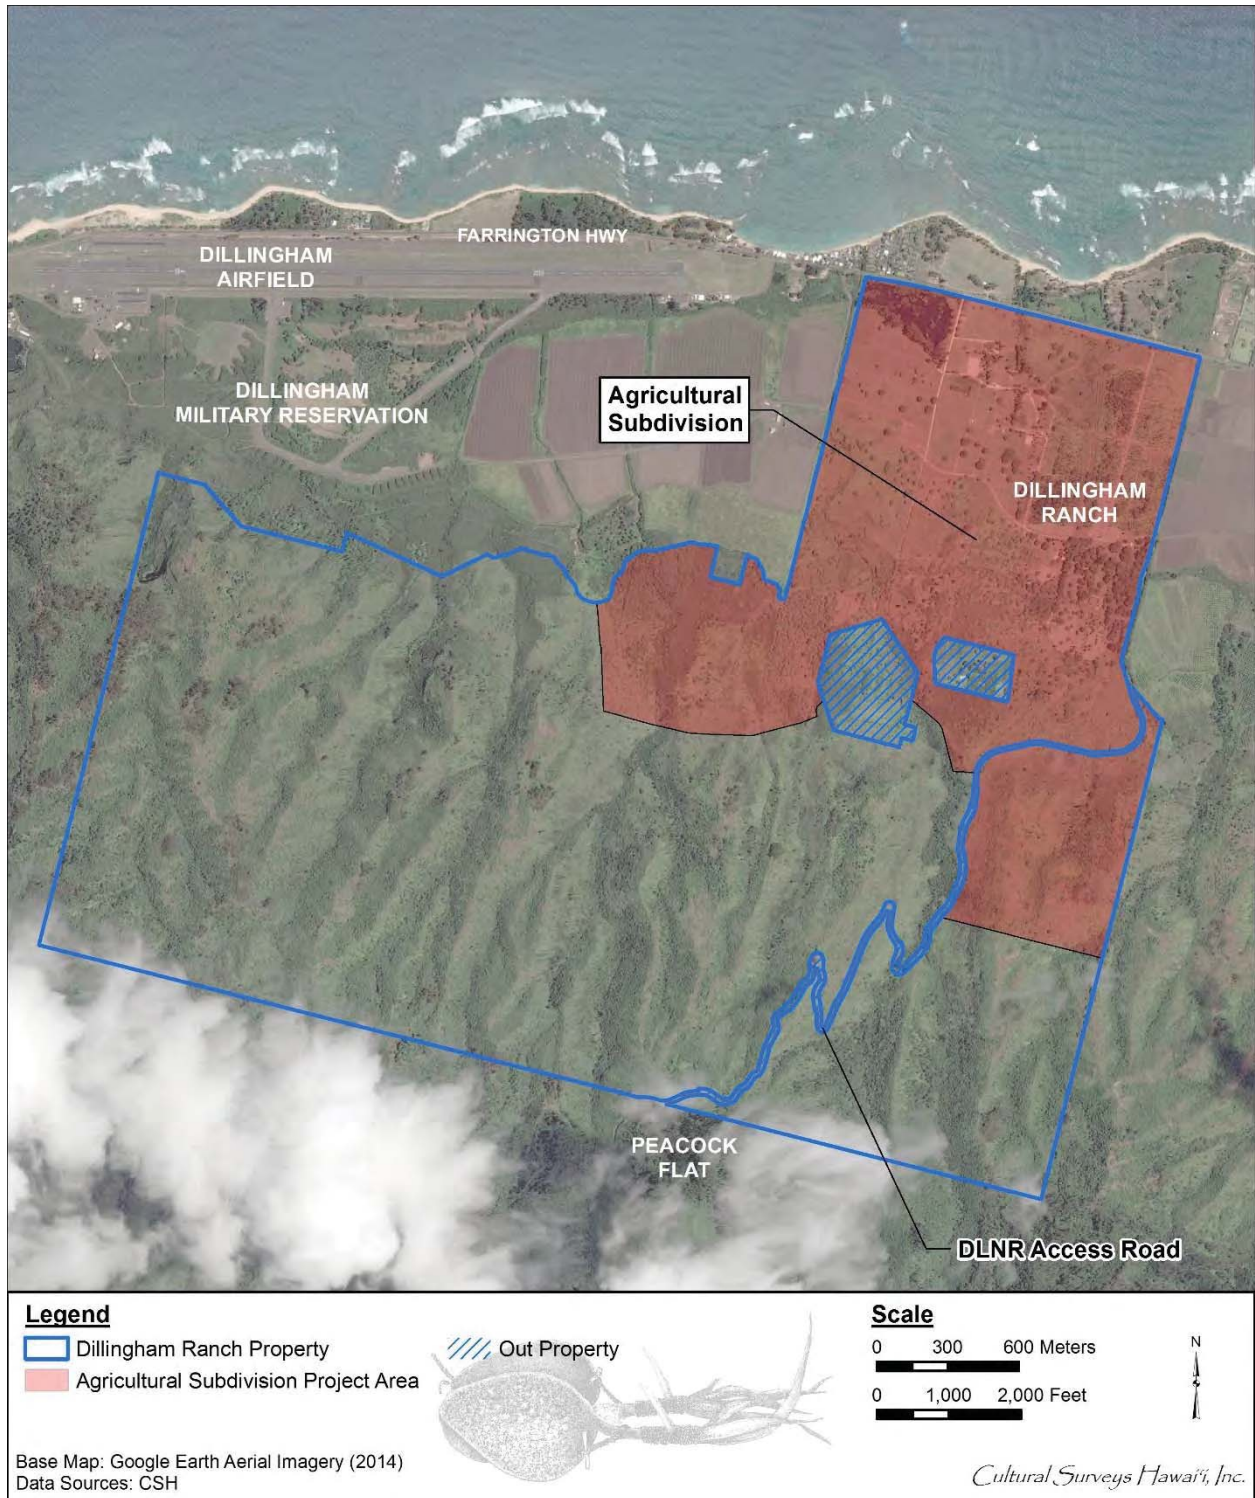 FARRINGTON HWY
DILLINGHAM
AIRFIELD
DILLINGHAM
MILITARY RESERVATION
Agricultural
Subdivision
DILLINGHAM
RANCH
PEACOCK
FLAT
DLNR Access Road
Legend
Dillingham Ranch Property
Agricultural Subdivision Project Area
Out Property
Scale
0 300 600 Meters
0 1,000 2,000 Feet
N
Base Map: Google Earth Aerial Imagery (2014)
Data Sources: CSH
Cultural Surveys Hawaiʻi, Inc.